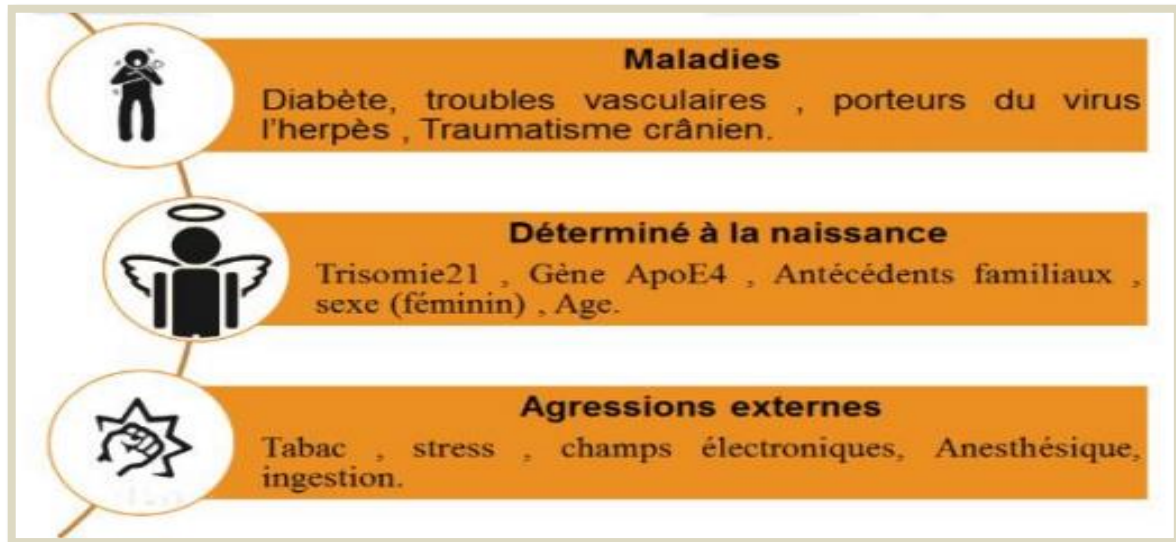 Maladies
Diabète, troubles vasculaires , porteurs du virus
l'herpès , Traumatisme crânien.
Déterminé à la naissance
Trisomie21 , Gène ApoE4 , Antécédents familiaux ,
sexe (féminin) , Age.
Agressions externes
Tabac , stress , champs électroniques, Anesthésique,
ingestion.